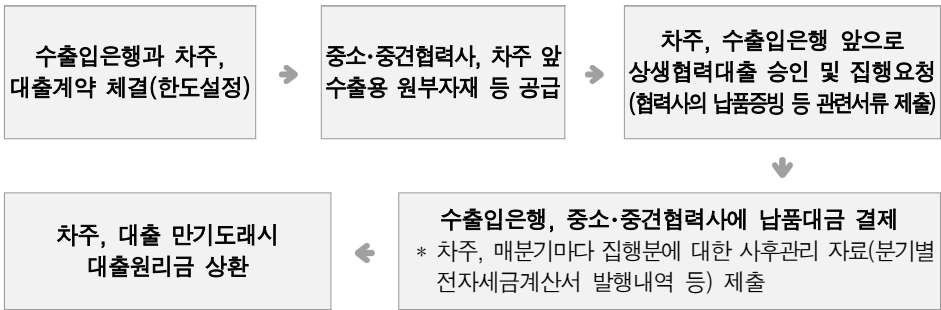 수출입은행과 차주,
대출계약 체결(한도설정)
중소·중견협력사, 차주 앞
수출용 원부자재 등 공급
차주, 수출입은행 앞으로
상생협력대출 승인 및 집행요청
(협력사의 납품증빙 등 관련서류 제출)
수출입은행, 중소·중견협력사에 납품대금 결제
* 차주, 매분기마다 집행분에 대한 사후관리 자료(분기별
전자세금계산서 발행내역 등) 제출
차주, 대출 만기도래시
대출원리금 상환